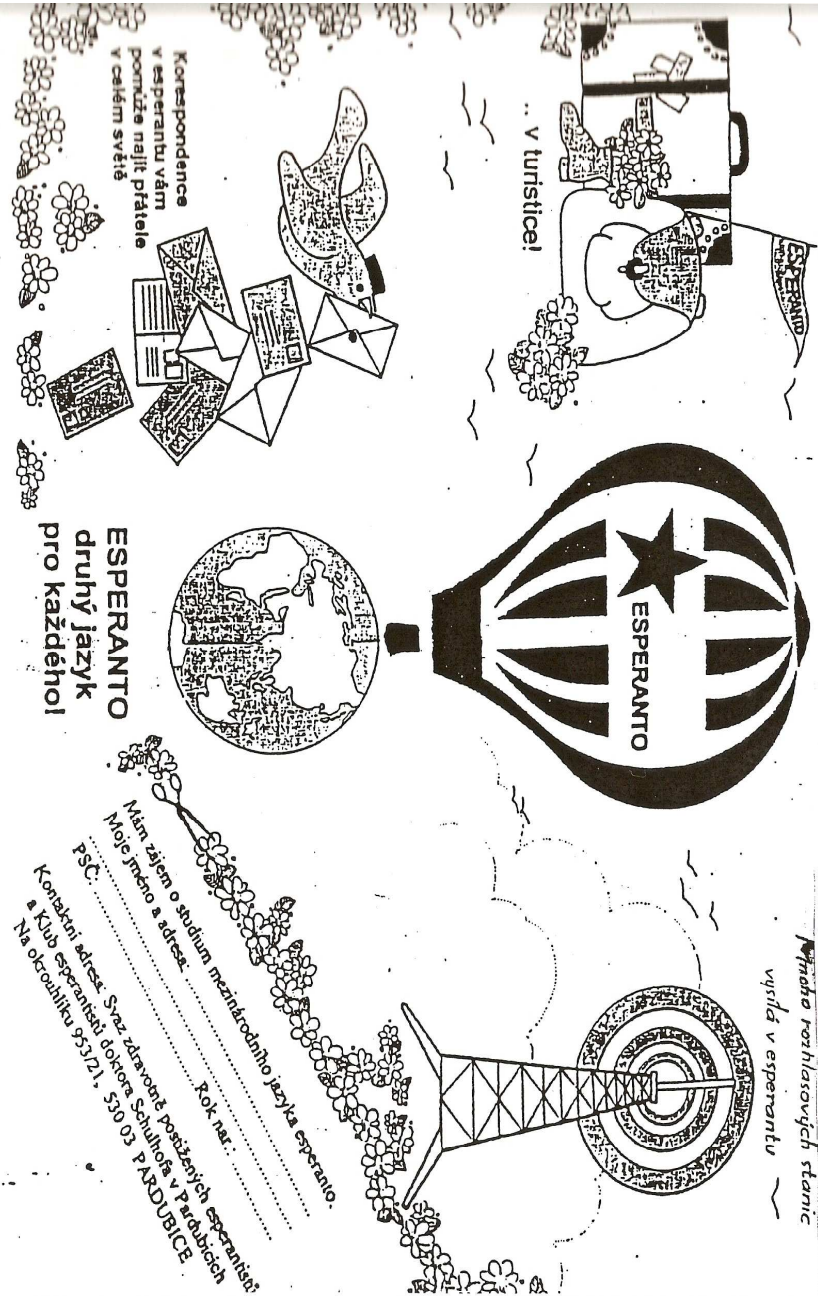 .. v turistice!
ESPERANTO
ESPERANTO
Mnoho rozhlasových stanic
vysílá v esperantu
Korespondence
v esperantu vám
pomůže najít přátele
v celém světě
ESPERANTO
druhý jazyk
pro každého!
Mám zájem o studium mezinárodního jazyka esperanto.
Moje jméno a adresa:
Rok nar.:
PSČ:
Kontaktní adresa: Svaz zdravotně postižených esperantistů
a Klub esperantistů doktora Schulhofa v Pardubicích
Na okrouhlíku 953/21, 530 03 PARDUBICE